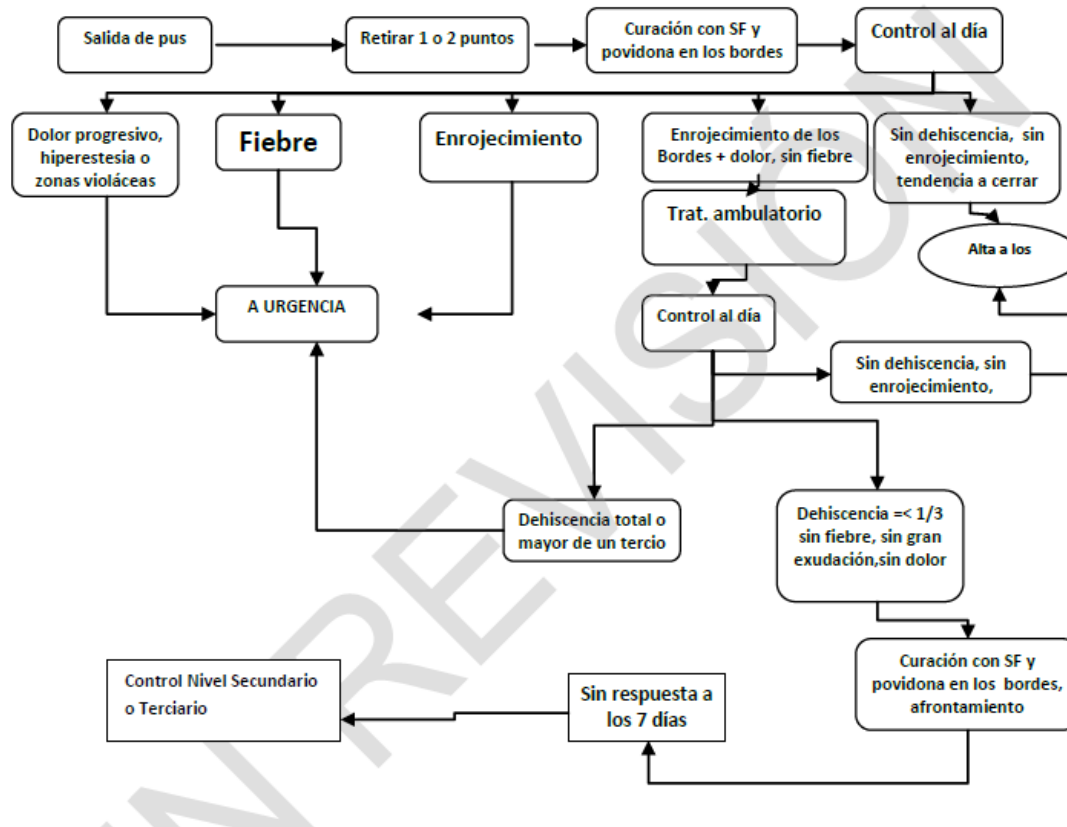 Salida de pus
Retirar 1 o 2 puntos
Curación con SF y
povidona en los bordes
Control al día
Dolor progresivo,
hiperestesia o
zonas violáceas
Fiebre
Enrojecimiento
Enrojecimiento de los
Bordes + dolor, sin fiebre
Sin dehiscencia, sin
enrojecimiento,
tendencia a cerrar
Trat. ambulatorio
Alta a los
A URGENCIA
Control al día
Sin dehiscencia, sin
enrojecimiento,
Dehiscencia total o
mayor de un tercio
Dehiscencia =< 1/3
sin fiebre, sin gran
exudación,sin dolor
Curación con SF y
povidona en los bordes,
afrontamiento
Sin respuesta a
los 7 días
Control Nivel Secundario
o Terciario
EN REVISIÓN